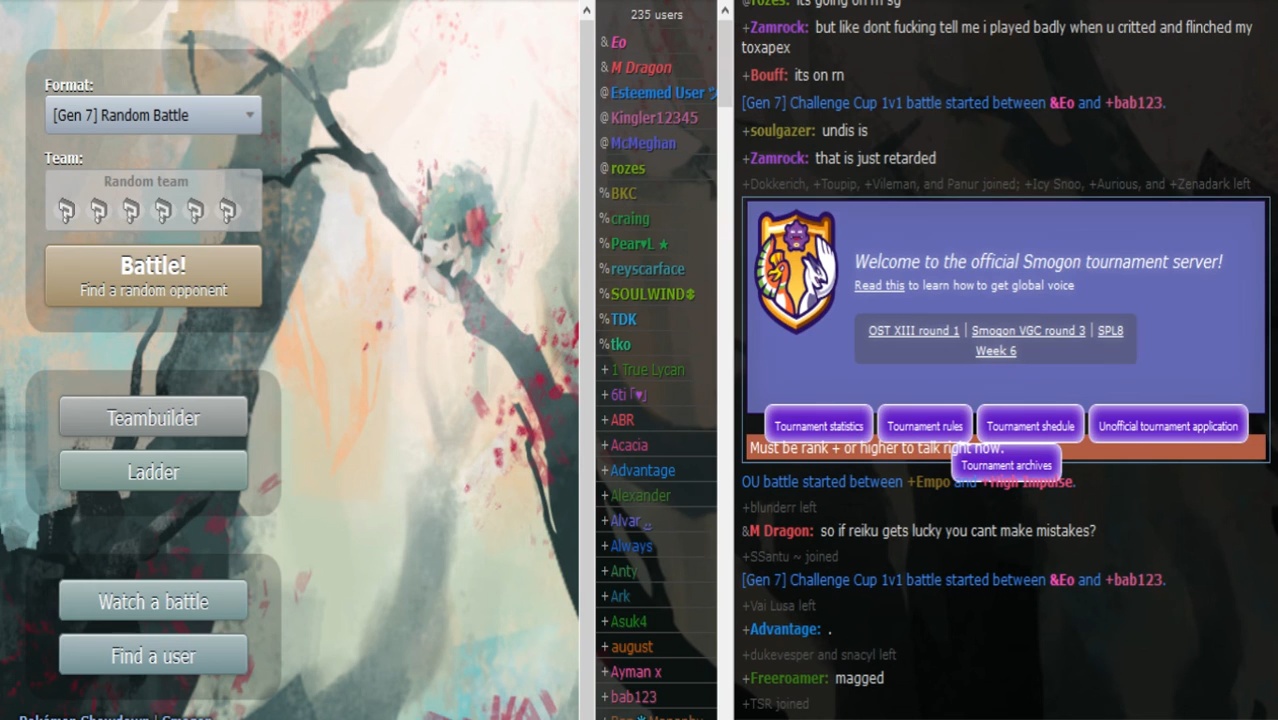 Format:
[Gen 7] Random Battle
Team:
Random team
Battle!
Find a random opponent
Teambuilder
Ladder
Watch a battle
Find a user
Pokémon Showdown | Smogon
235 users
& Eo
& M Dragon
@ Esteemed User
@ Kingler12345
@ McMeghan
@ rozes
% BKC
% craing
% Pear♥L ★
% reyscarface
% SOULWIND
% TDK
% tko
+ 1 True Lycan
+ 6ti「♥」
+ ABR
+ Acacia
+ Advantage
+ Alexander
+ Alvar
+ Always
+ Anty
+ Ark
+ Asuk4
+ august
+ Ayman x
+ bab123
@rozes: its going on rn sg
+Zamrock: but like dont fucking tell me i played badly when u critted and flinched my
toxapex
+Bouff: its on rn
[Gen 7] Challenge Cup 1v1 battle started between &Eo and +bab123.
+soulgazer: undis is
+Zamrock: that is just retarded
+Dokkerich, +Toupip, +Vileman, and Panur joined; +Icy Snoo, +Aurious, and +Zenadark left
Welcome to the official Smogon tournament server!
Read this to learn how to get global voice
OST XIII round 1 | Smogon VGC round 3 | SPL8
Week 6
Tournament statistics
Tournament rules
Tournament shedule
Unofficial tournament application
Must be rank + or higher to talk right now.
Tournament archives
OU battle started between +Empo and +High Impulse.
+blunderr left
&M Dragon: so if reiku gets lucky you cant make mistakes?
+SSantu ~ joined
[Gen 7] Challenge Cup 1v1 battle started between &Eo and +bab123.
+Vai Lusa left
+Advantage: .
+dukevesper and snacyl left
+Freeroamer: magged
+TSR joined